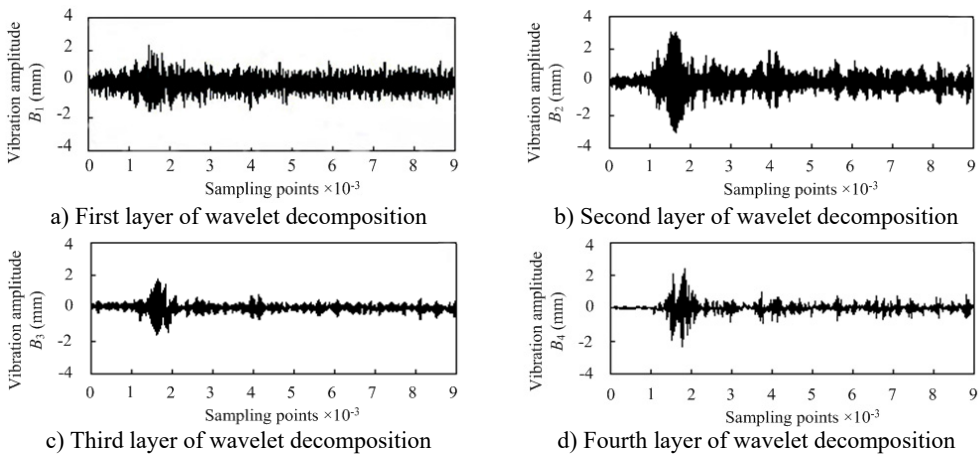 Vibration amplitude
B₁ (mm)
4
2
0
-2
-4
0 1 2 3 4 5 6 7 8 9
Sampling points ×10⁻³
a) First layer of wavelet decomposition
Vibration amplitude
B₂ (mm)
4
2
0
-2
-4
0 1 2 3 4 5 6 7 8 9
Sampling points ×10⁻³
b) Second layer of wavelet decomposition
Vibration amplitude
B₃ (mm)
4
2
0
-2
-4
0 1 2 3 4 5 6 7 8 9
Sampling points ×10⁻³
c) Third layer of wavelet decomposition
Vibration amplitude
B₄ (mm)
4
2
0
-2
-4
0 1 2 3 4 5 6 7 8 9
Sampling points ×10⁻³
d) Fourth layer of wavelet decomposition